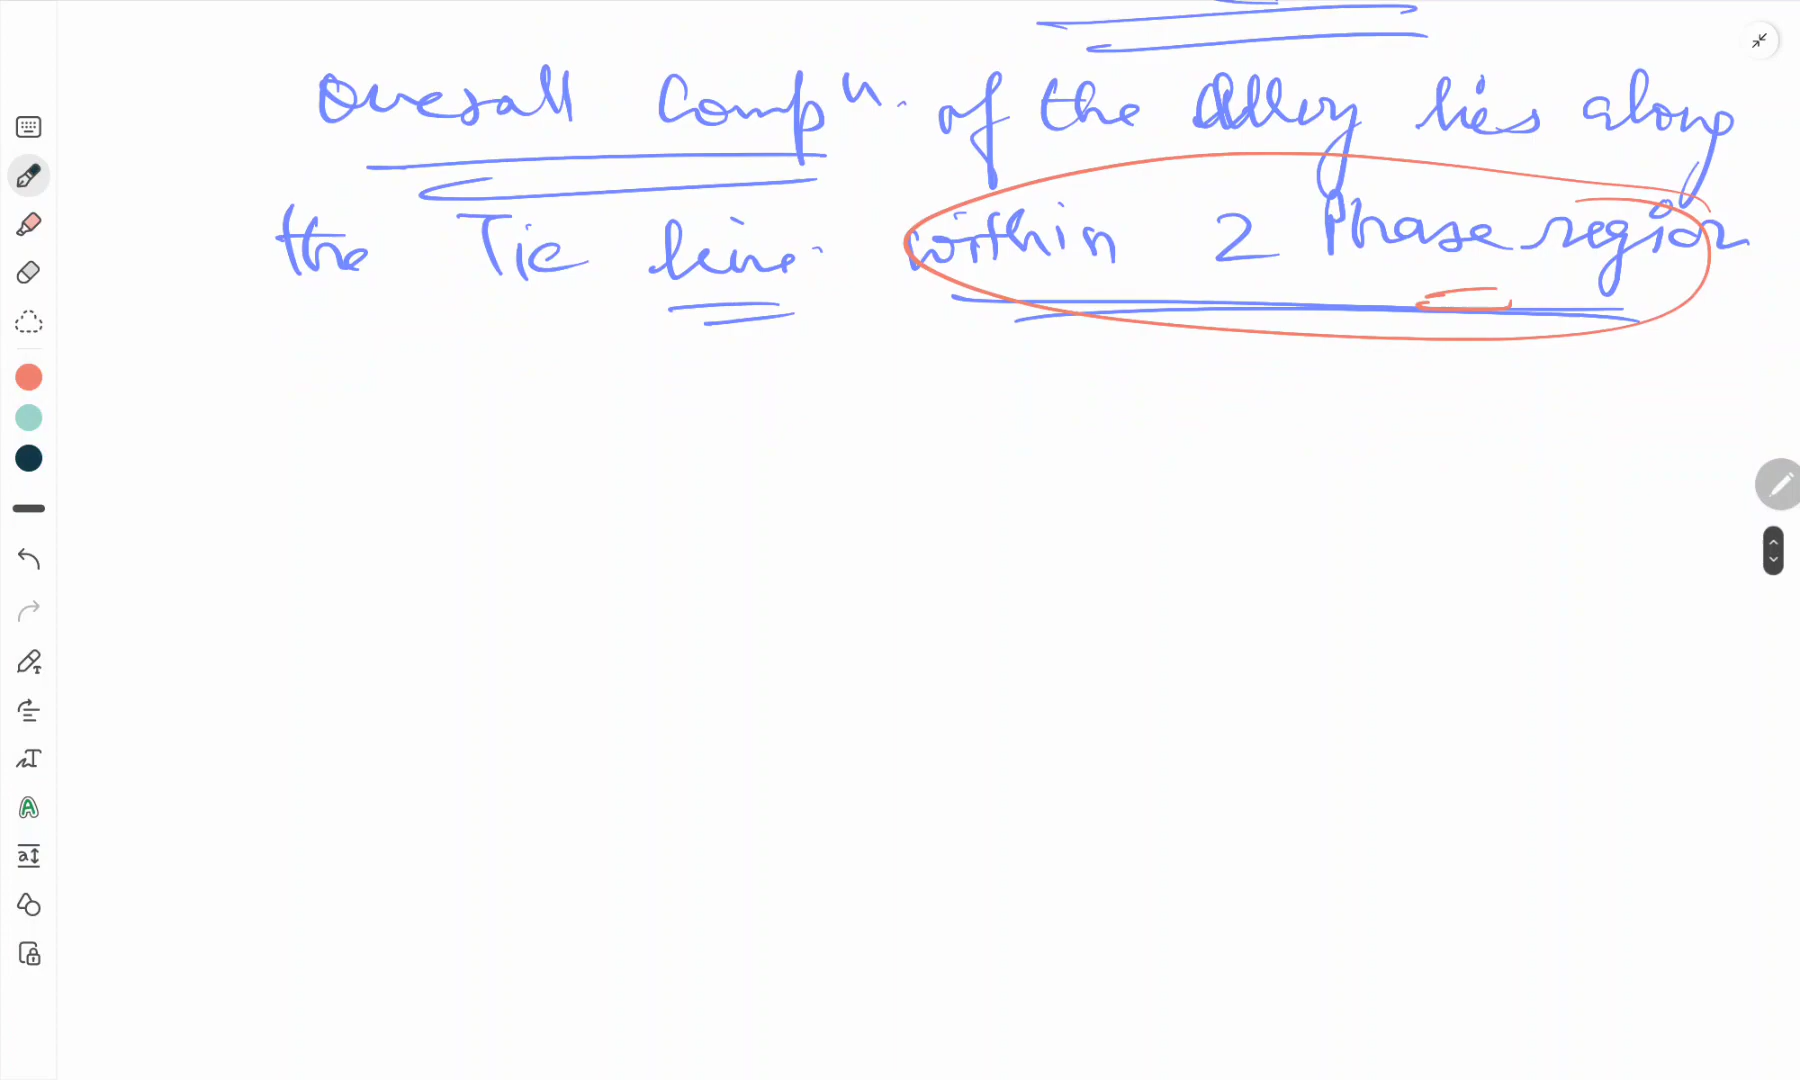 Overall Compⁿ. of the Alloy lies along
the Tie line within 2 Phase region